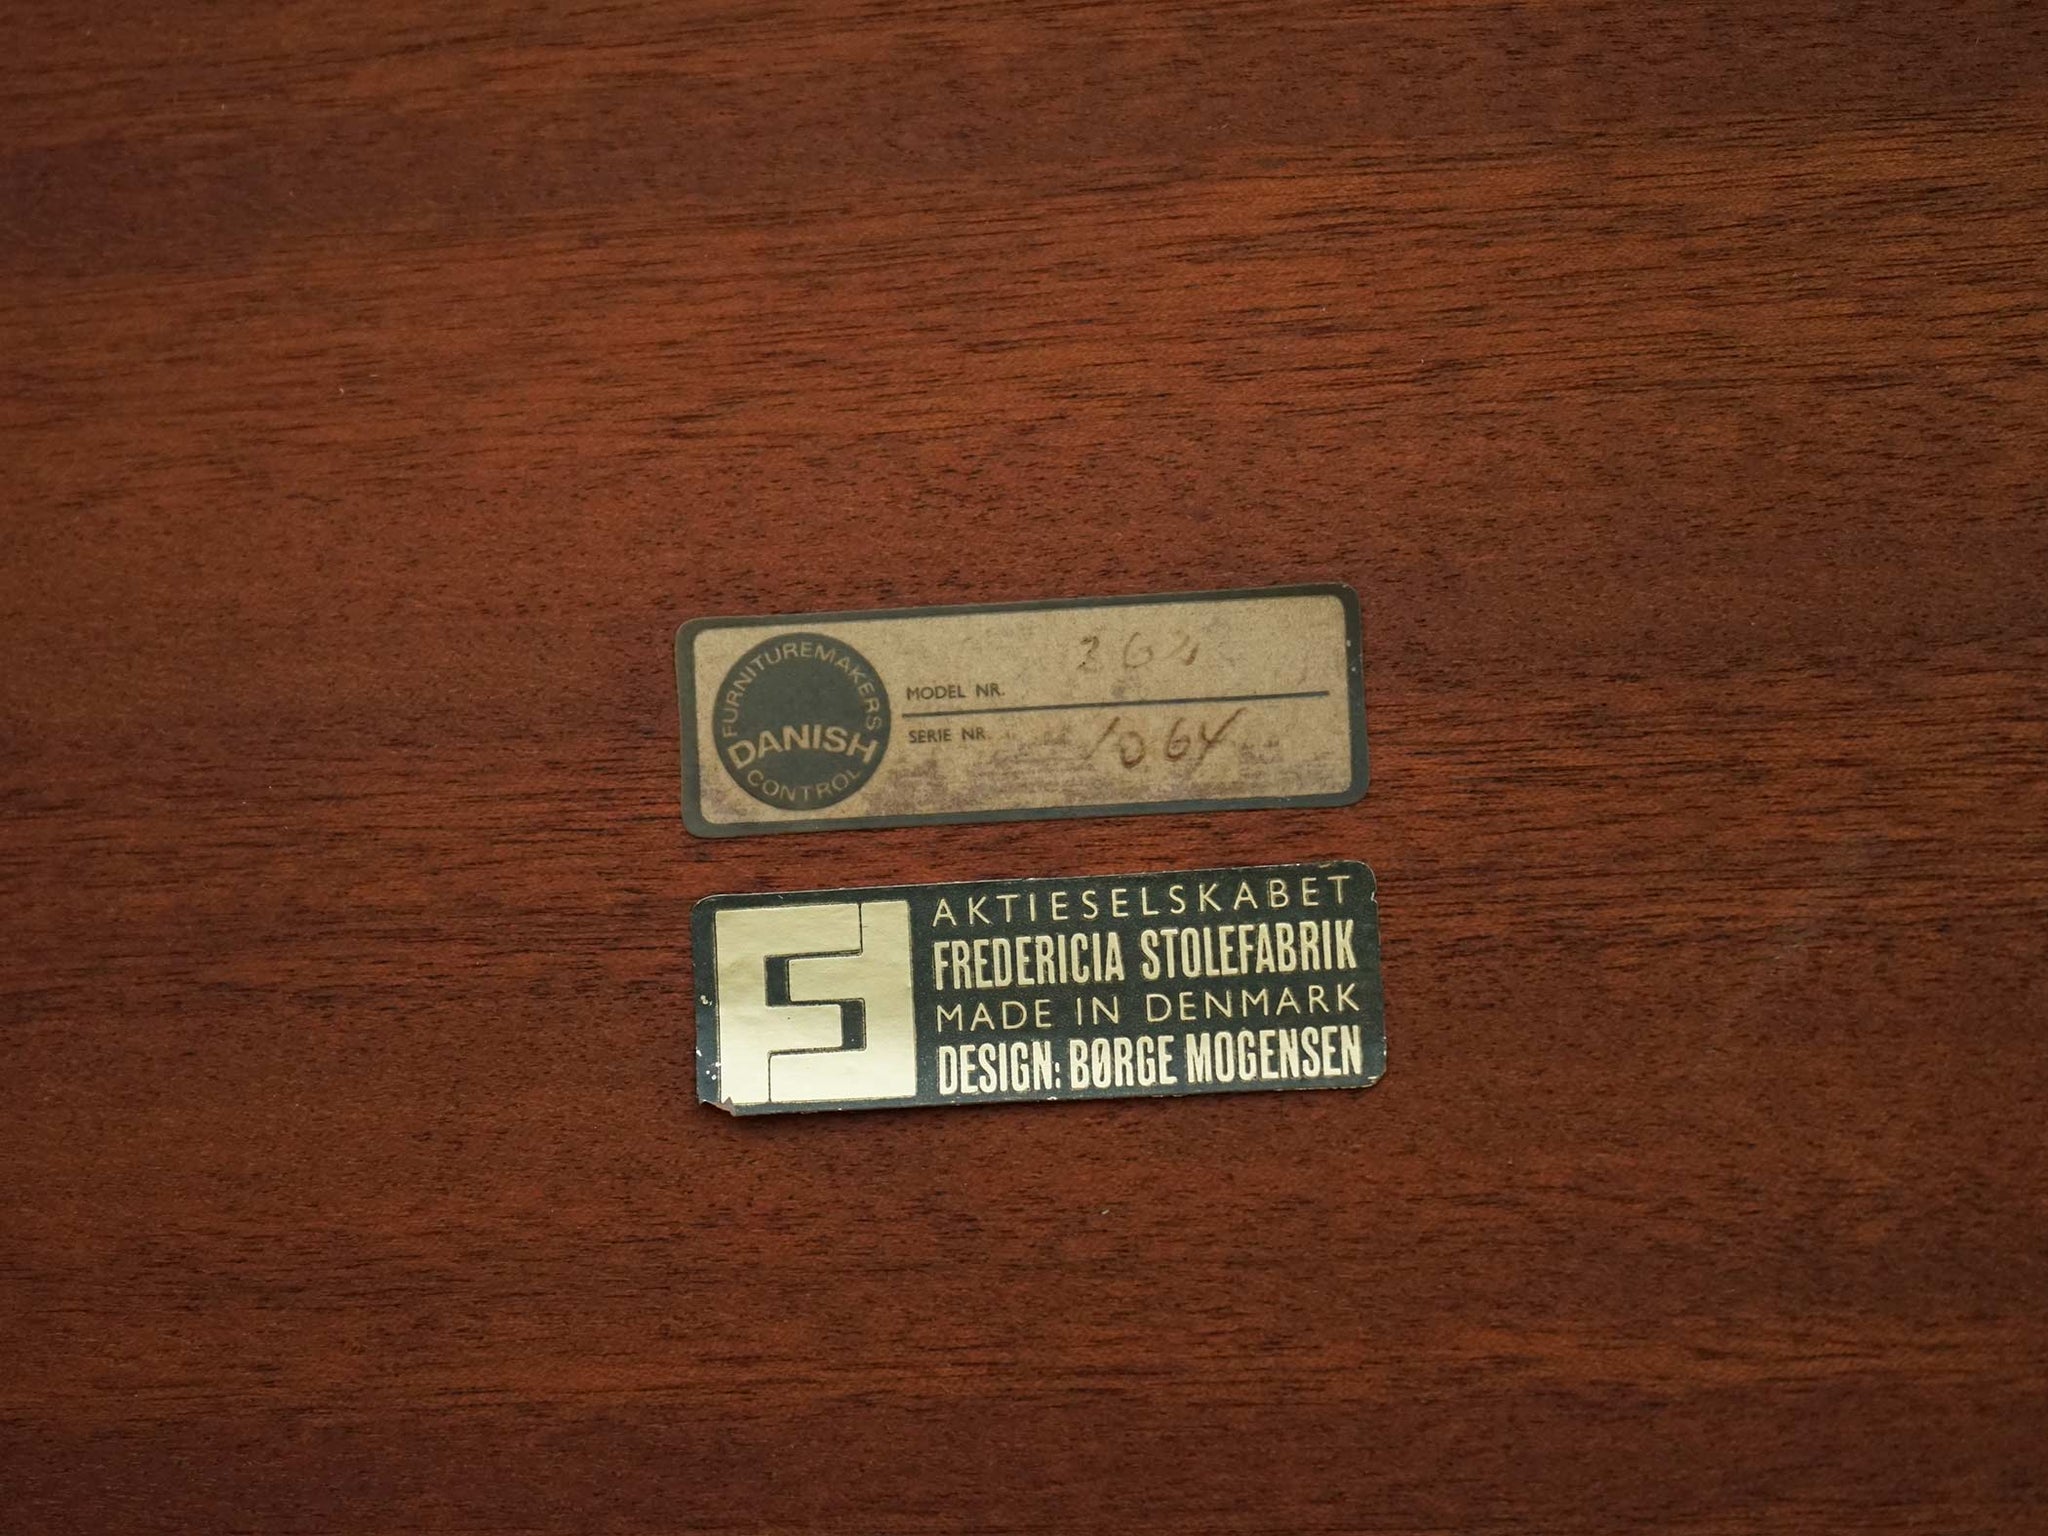 FURNITUREMAKERS
DANISH
CONTROL
MODEL NR.
SERIE NR. 1064
AKTIESELSKABET
FREDERICIA STOLEFABRIK
MADE IN DENMARK
DESIGN: BØRGE MOGENSEN